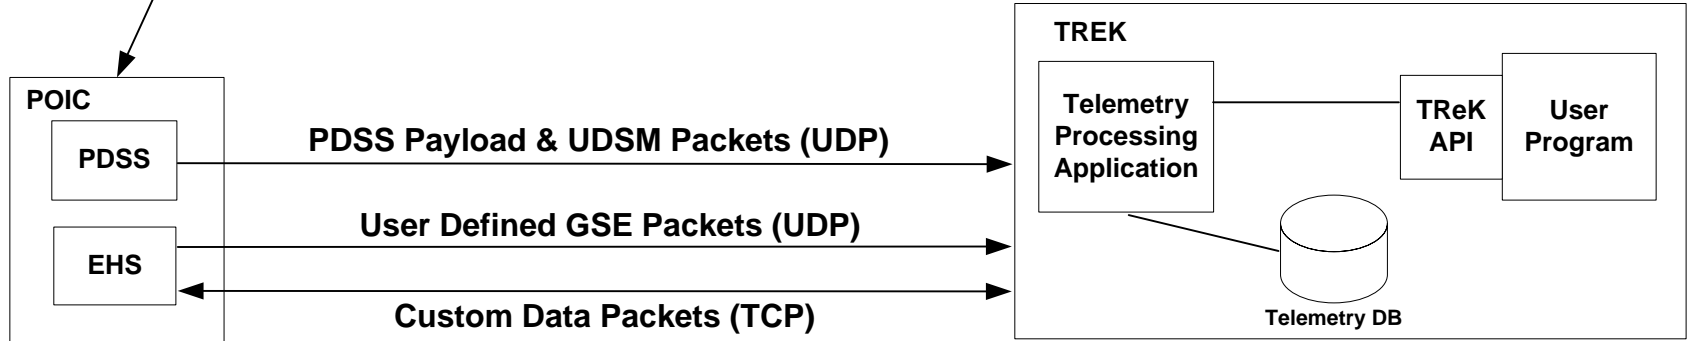 TREK
POIC
PDSS
PDSS Payload & UDSM Packets (UDP)
Telemetry
Processing
Application
TReK
API
User
Program
EHS
User Defined GSE Packets (UDP)
Custom Data Packets (TCP)
Telemetry DB